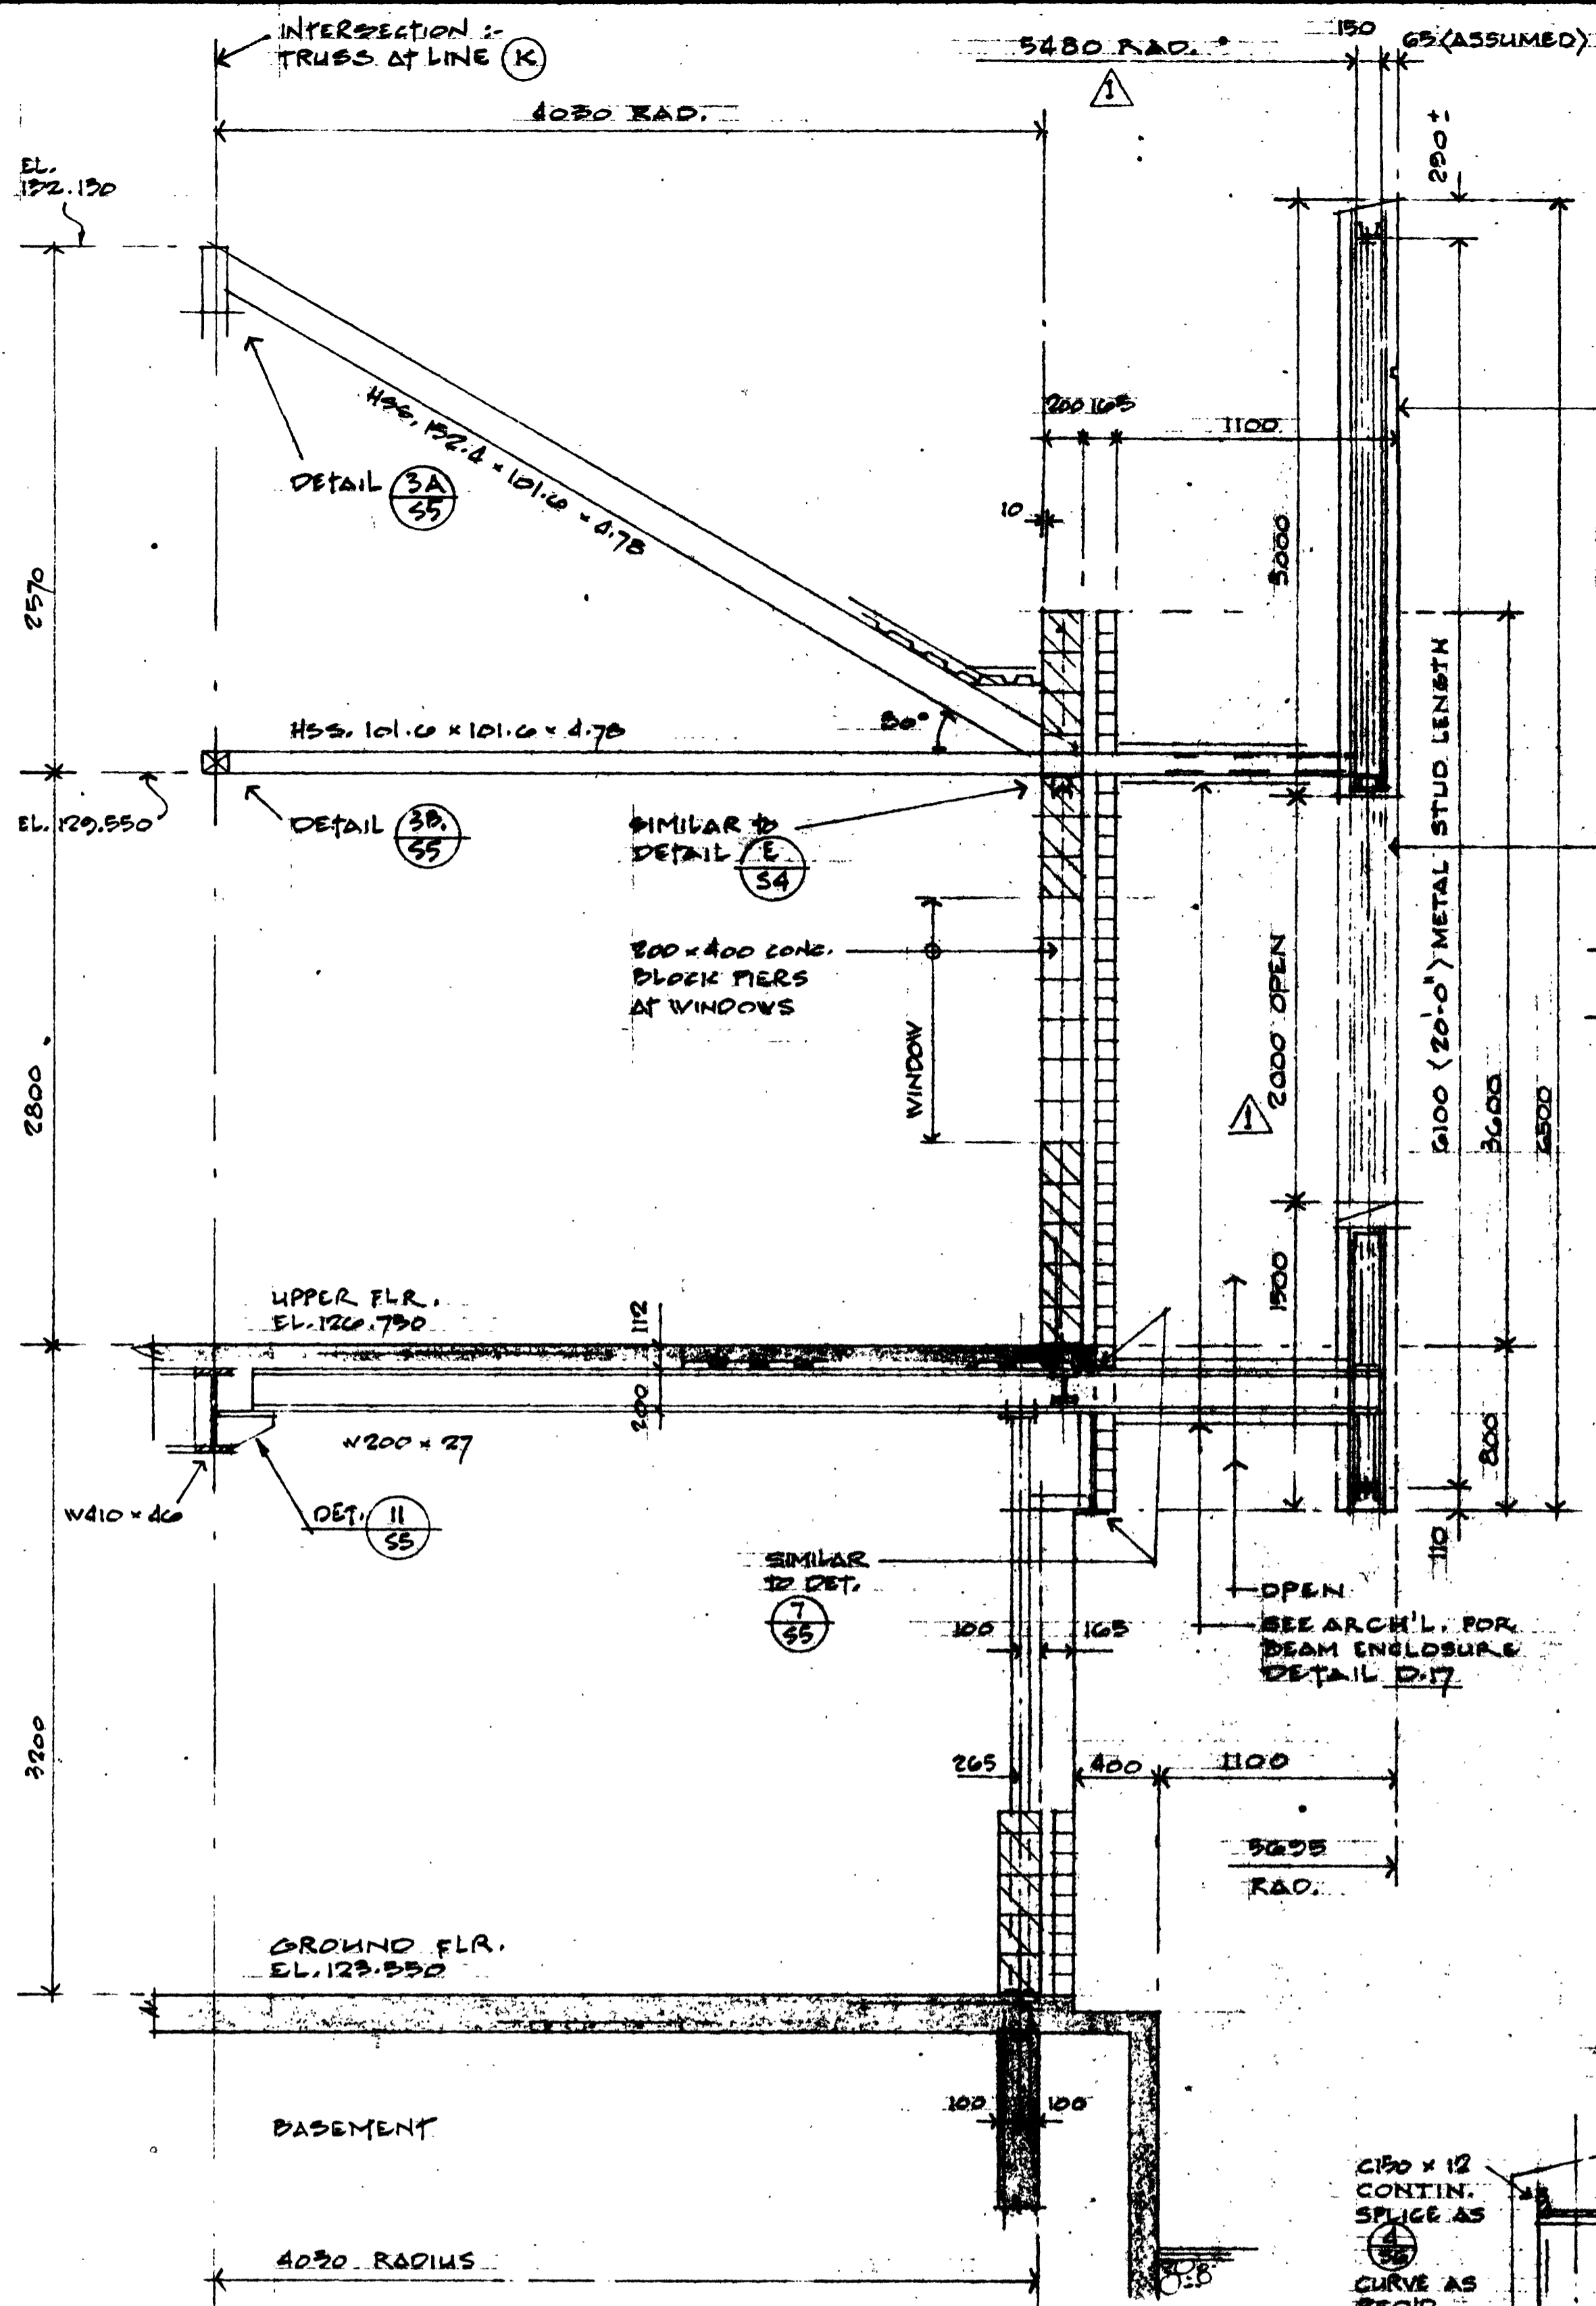 INTERSECTION :-
TRUSS AT LINE K
5480 RAD.
1
150
65 (ASSUMED)
4030 RAD.
250 ±
EL.
132.130
200 165
1100
HSS. 152.4 × 101.6 × 4.78
DETAIL 3A
S5
10
2570
30°
HSS. 101.6 × 101.6 × 4.78
EL. 129.550
DETAIL 3B.
S5
SIMILAR TO
DETAIL E
S4
6100 (20'-0") METAL STUD LENGTH
200 × 400 CONC.
BLOCK PIERS
AT WINDOWS
WINDOW
2000 OPEN
1
2800
3600
6500
1500
UPPER FLR.
EL. 126.750
112
200
W200 × 27
W410 × 46
DET. 11
S5
800
110
SIMILAR
TO DET.
7
S5
OPEN
SEE ARCH'L. FOR
BEAM ENCLOSURE
DETAIL D.17
100
165
3200
265
400
1100
5695
RAD.
GROUND FLR.
EL. 123.550
100
100
BASEMENT
C150 × 12
CONTIN.
SPLICE AS
CURVE AS
4030 RADIUS